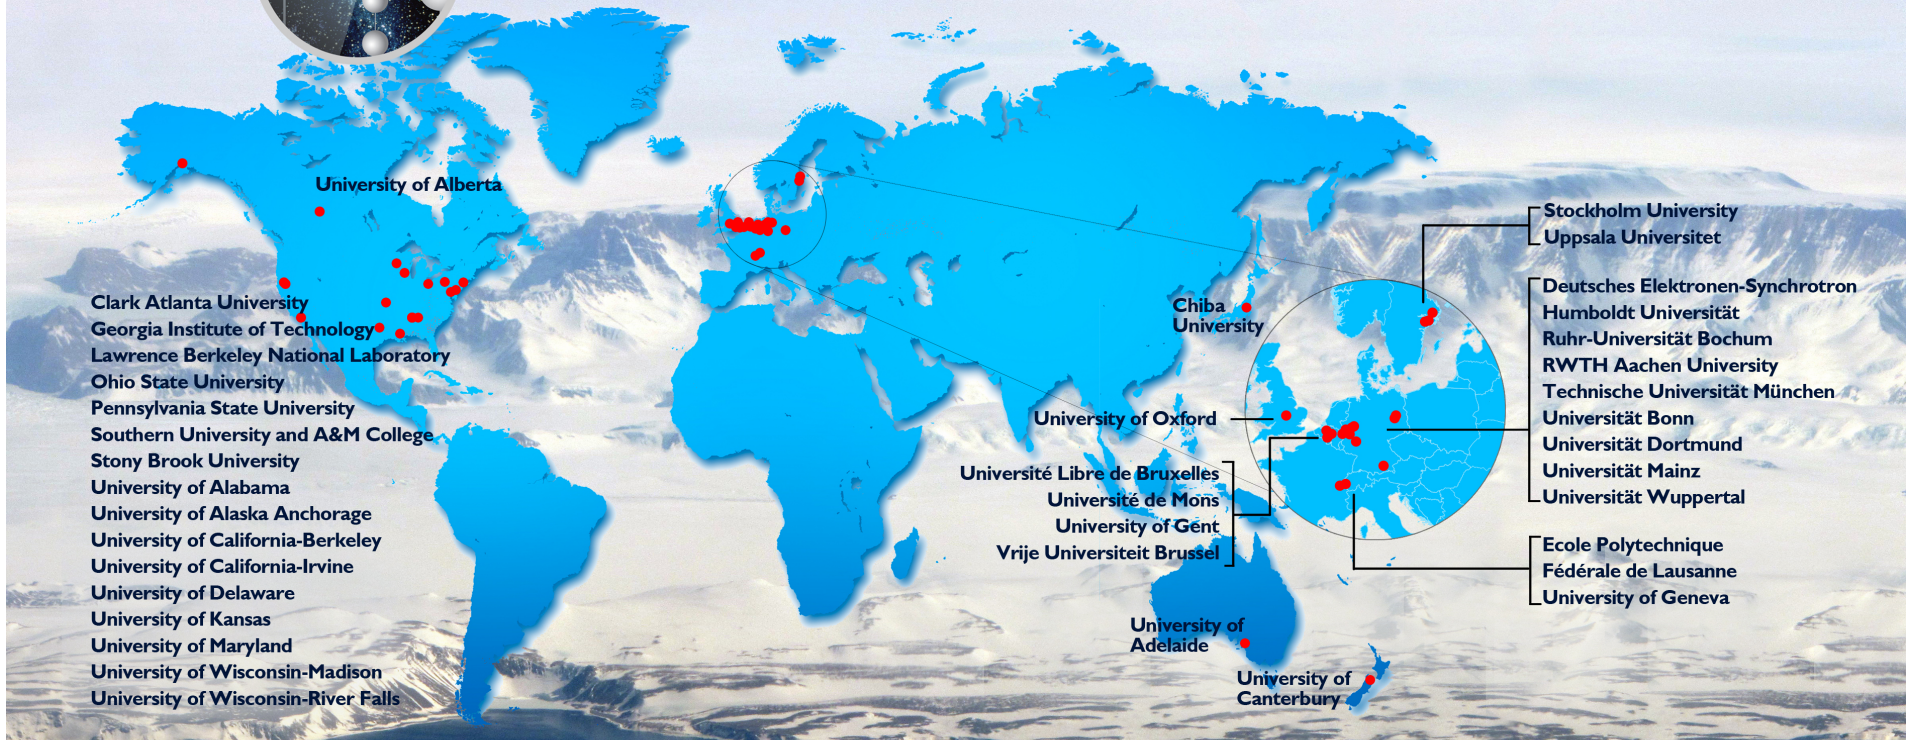 University of Alberta
Clark Atlanta University
Georgia Institute of Technology
Lawrence Berkeley National Laboratory
Ohio State University
Pennsylvania State University
Southern University and A&M College
Stony Brook University
University of Alabama
University of Alaska Anchorage
University of California-Berkeley
University of California-Irvine
University of Delaware
University of Kansas
University of Maryland
University of Wisconsin-Madison
University of Wisconsin-River Falls
Chiba
University
University of Oxford
Université Libre de Bruxelles
Université de Mons
University of Gent
Vrije Universiteit Brussel
University of
Adelaide
University of
Canterbury
Stockholm University
Uppsala Universitet
Deutsches Elektronen-Synchrotron
Humboldt Universität
Ruhr-Universität Bochum
RWTH Aachen University
Technische Universität München
Universität Bonn
Universität Dortmund
Universität Mainz
Universität Wuppertal
Ecole Polytechnique
Fédérale de Lausanne
University of Geneva